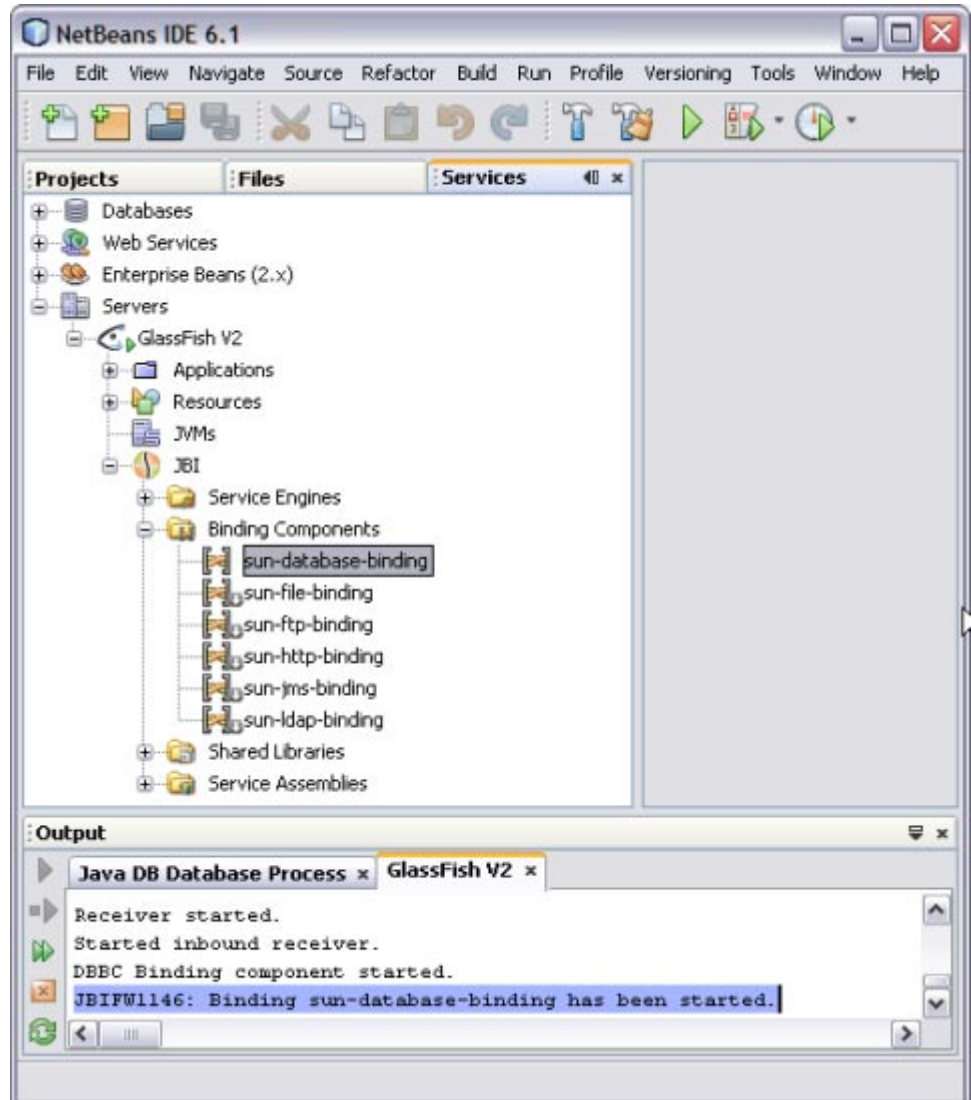 NetBeans IDE 6.1
File Edit View Navigate Source Refactor Build Run Profile Versioning Tools Window Help
Projects Files Services
Databases
Web Services
Enterprise Beans (2.x)
Servers
GlassFish V2
Applications
Resources
JVMs
JBI
Service Engines
Binding Components
sun-database-binding
sun-file-binding
sun-ftp-binding
sun-http-binding
sun-jms-binding
sun-ldap-binding
Shared Libraries
Service Assemblies
Output
Java DB Database Process GlassFish V2
Receiver started.
Started inbound receiver.
DBBC Binding component started.
JBIFW1146: Binding sun-database-binding has been started.